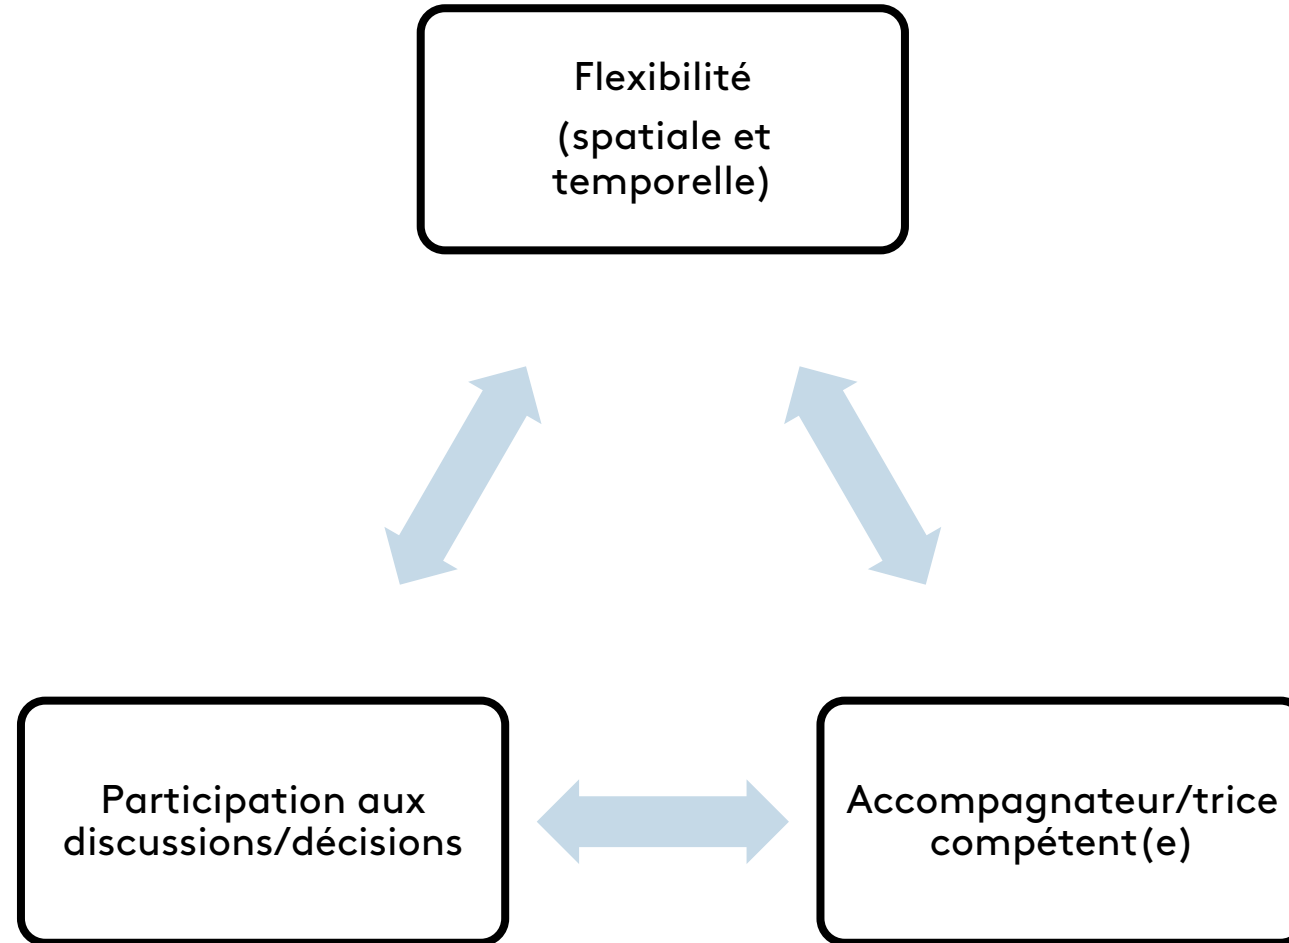 Flexibilité
(spatiale et
temporelle)
Participation aux
discussions/décisions
Accompagnateur/trice
compétent(e)